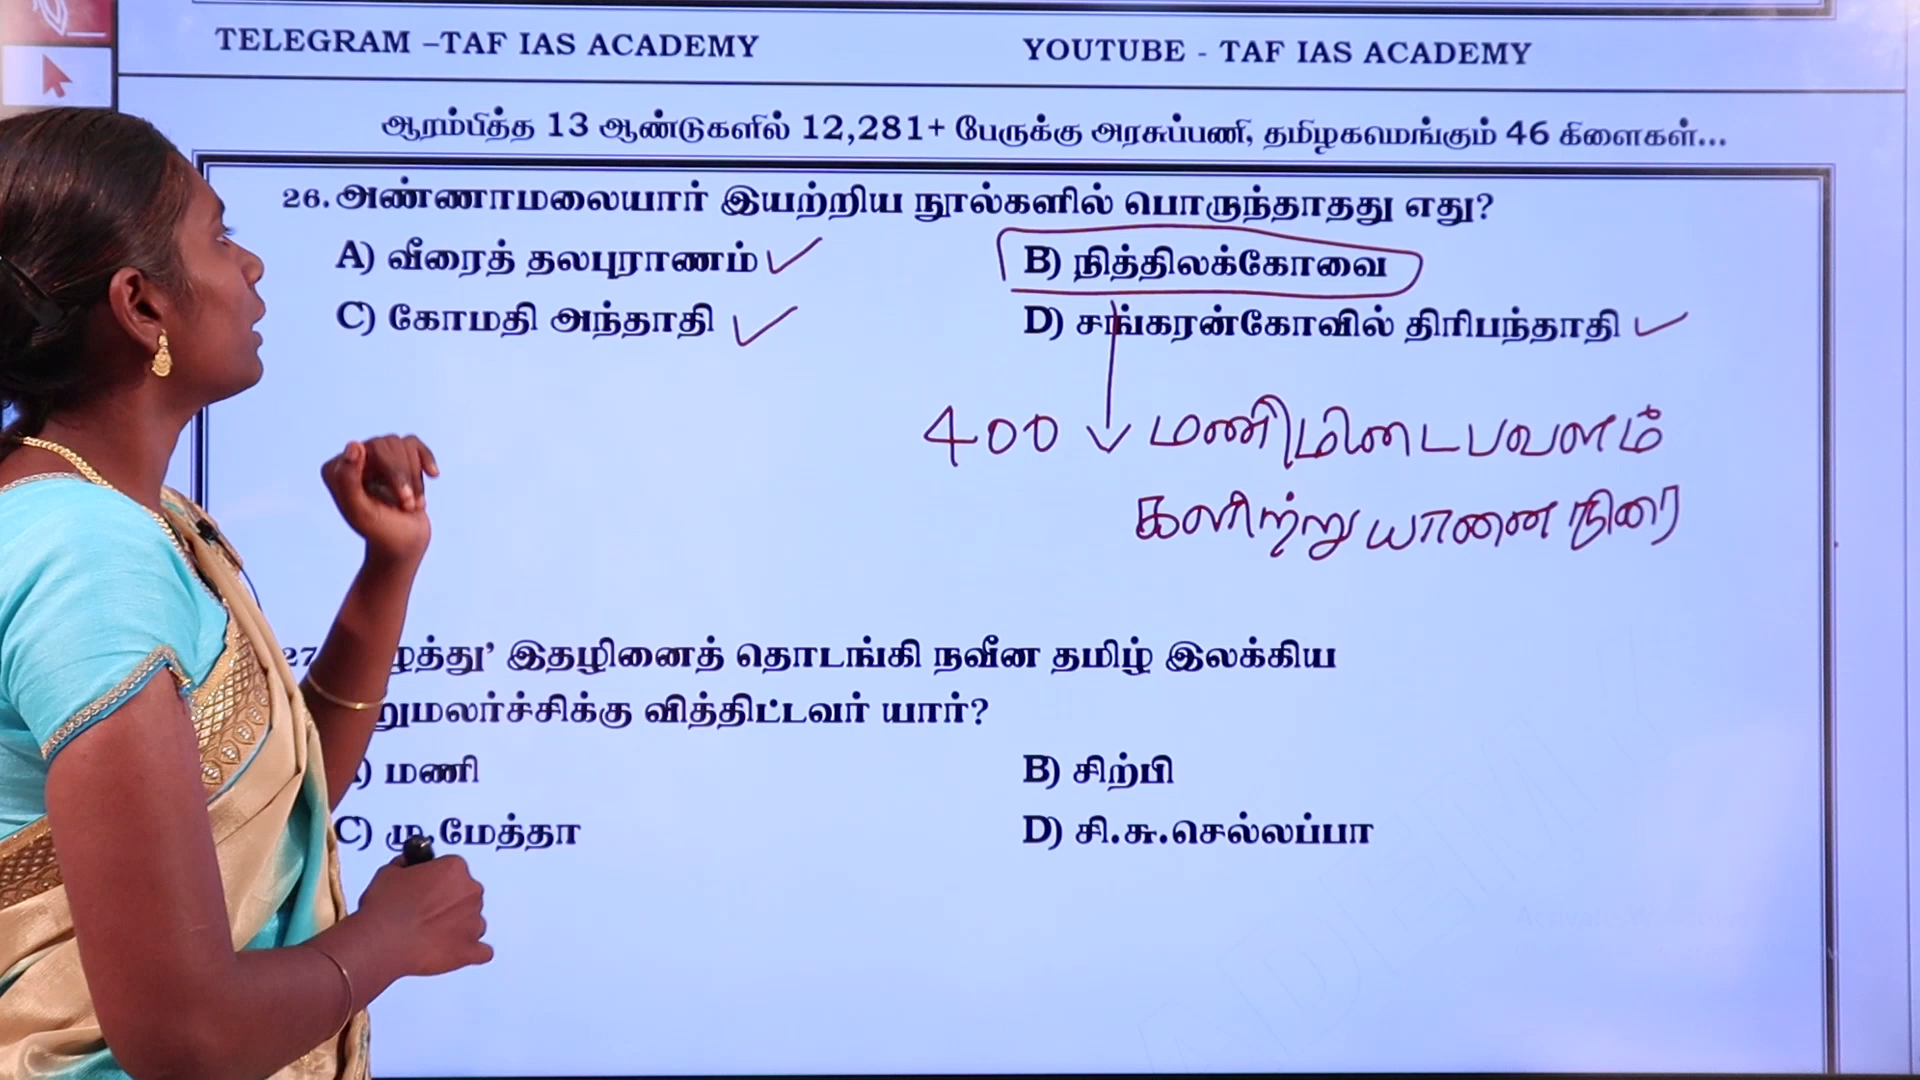 TELEGRAM –TAF IAS ACADEMY
YOUTUBE - TAF IAS ACADEMY
ஆரம்பித்த 13 ஆண்டுகளில் 12,281+ பேருக்கு அரசுப்பணி, தமிழகமெங்கும் 46 கிளைகள்...
26. அண்ணாமலையார் இயற்றிய நூல்களில் பொருந்தாதது எது?
A) வீரைத் தலபுராணம்
B) நித்திலக்கோவை
C) கோமதி அந்தாதி
D) சங்கரன்கோவில் திரிபந்தாதி
400 மணிமிடைபவளம்
களிற்று யானை நிரை
27 ழுத்து’ இதழினைத் தொடங்கி நவீன தமிழ் இலக்கிய
றுமலர்ச்சிக்கு வித்திட்டவர் யார்?
) மணி
B) சிற்பி
C) மு.மேத்தா
D) சி.சு.செல்லப்பா